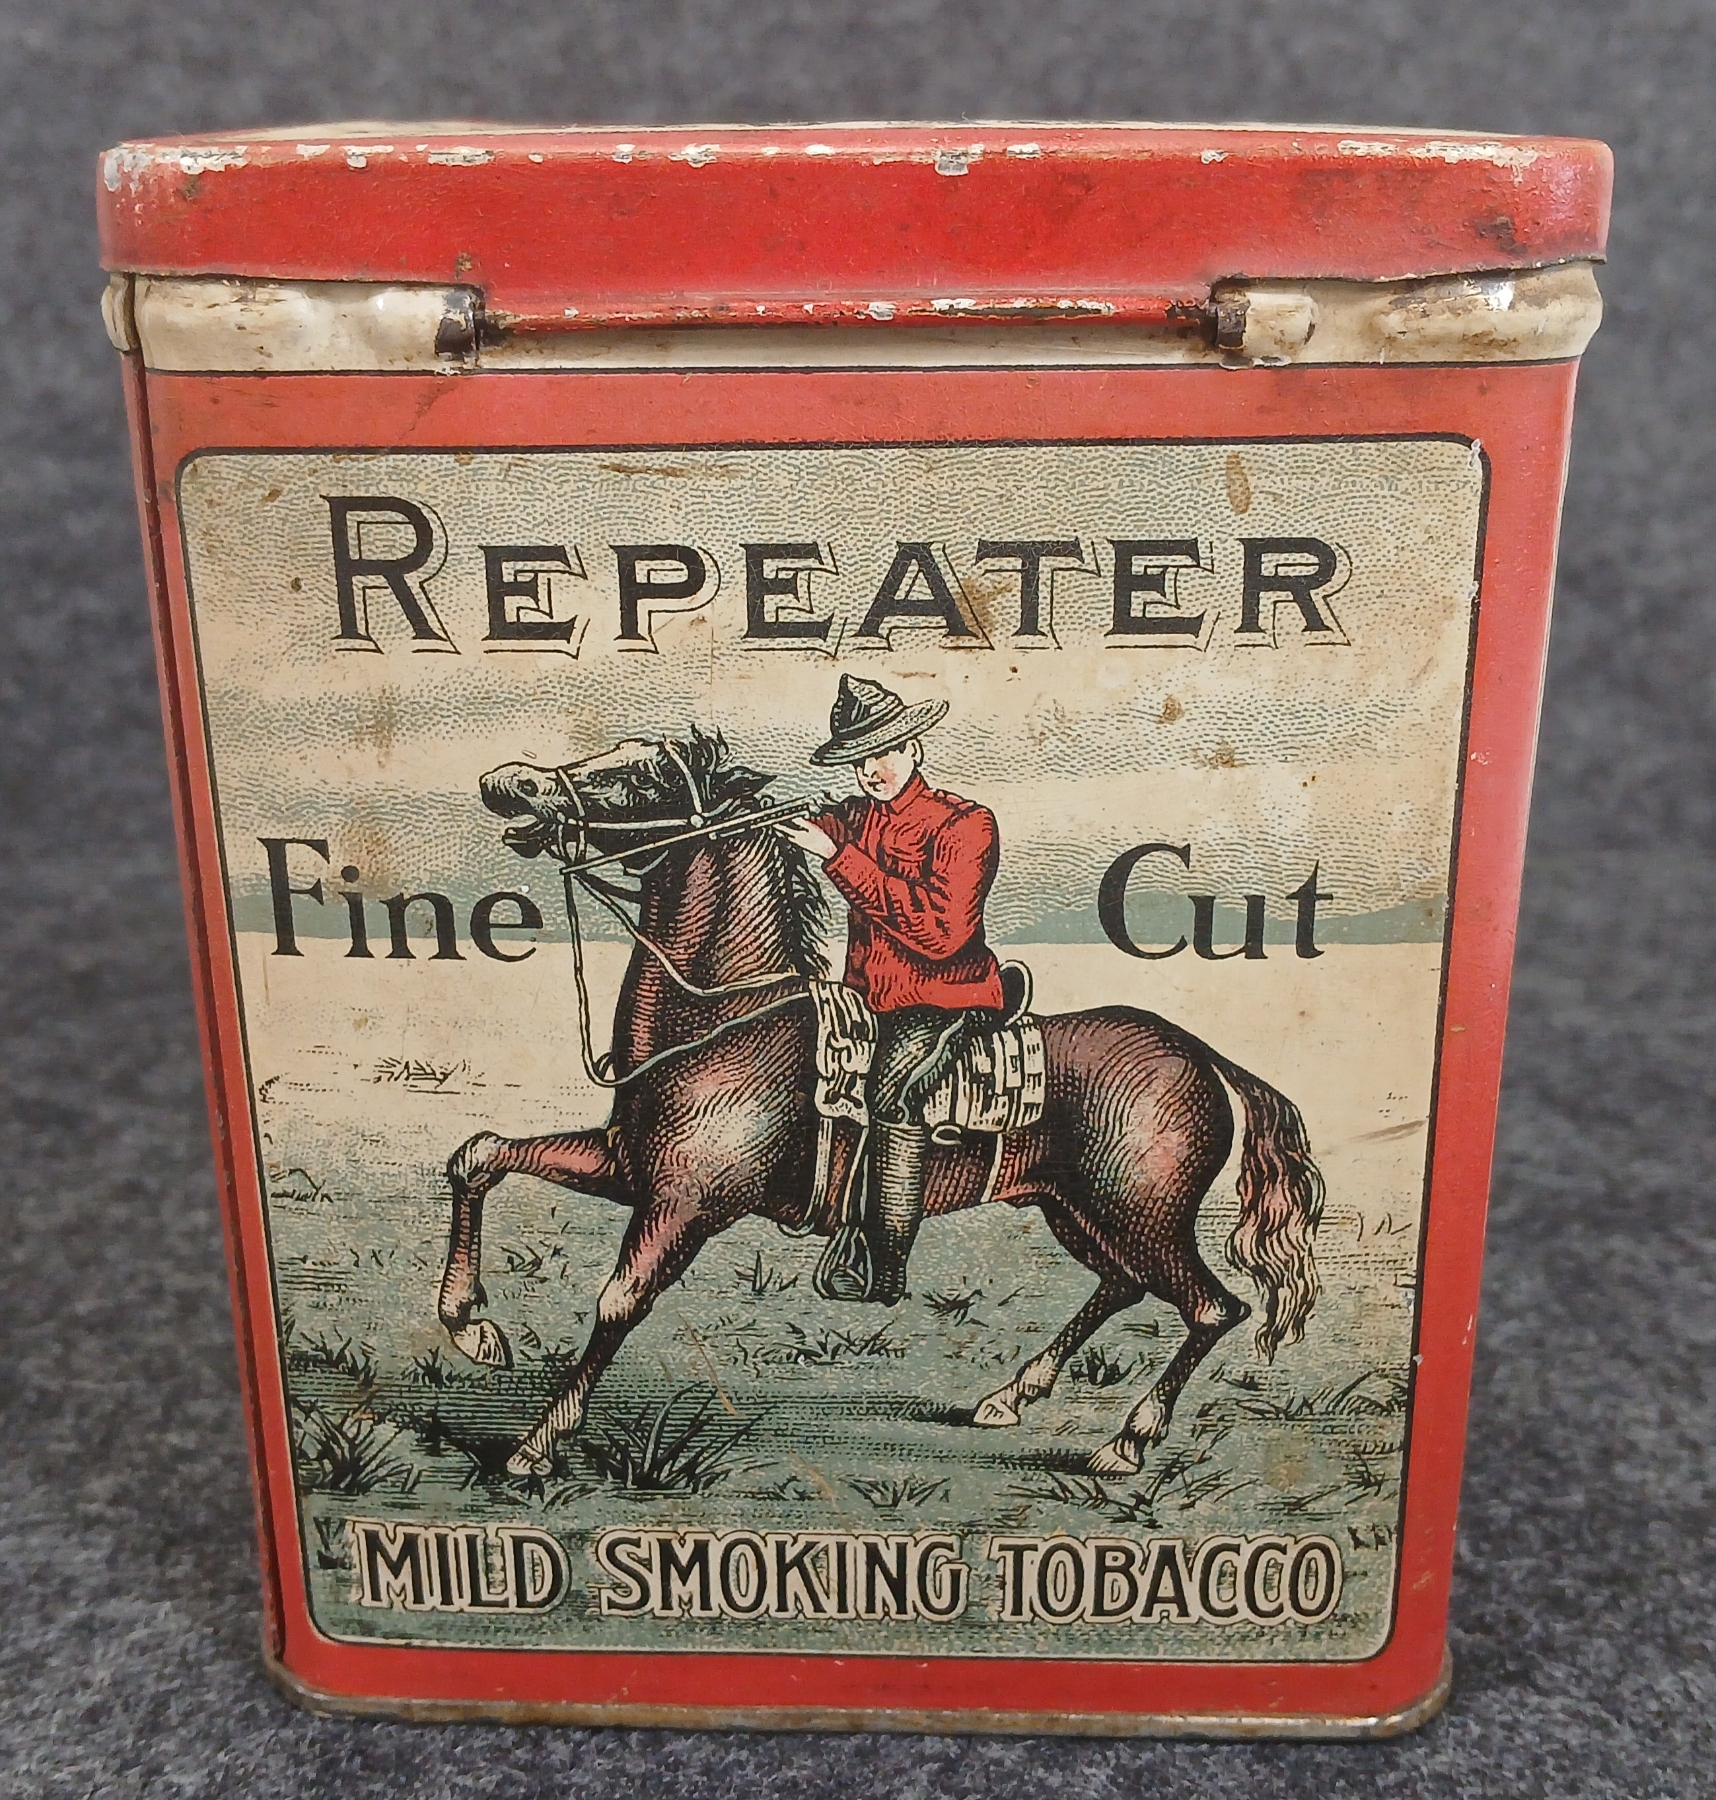 REPEATER
Fine Cut
MILD SMOKING TOBACCO